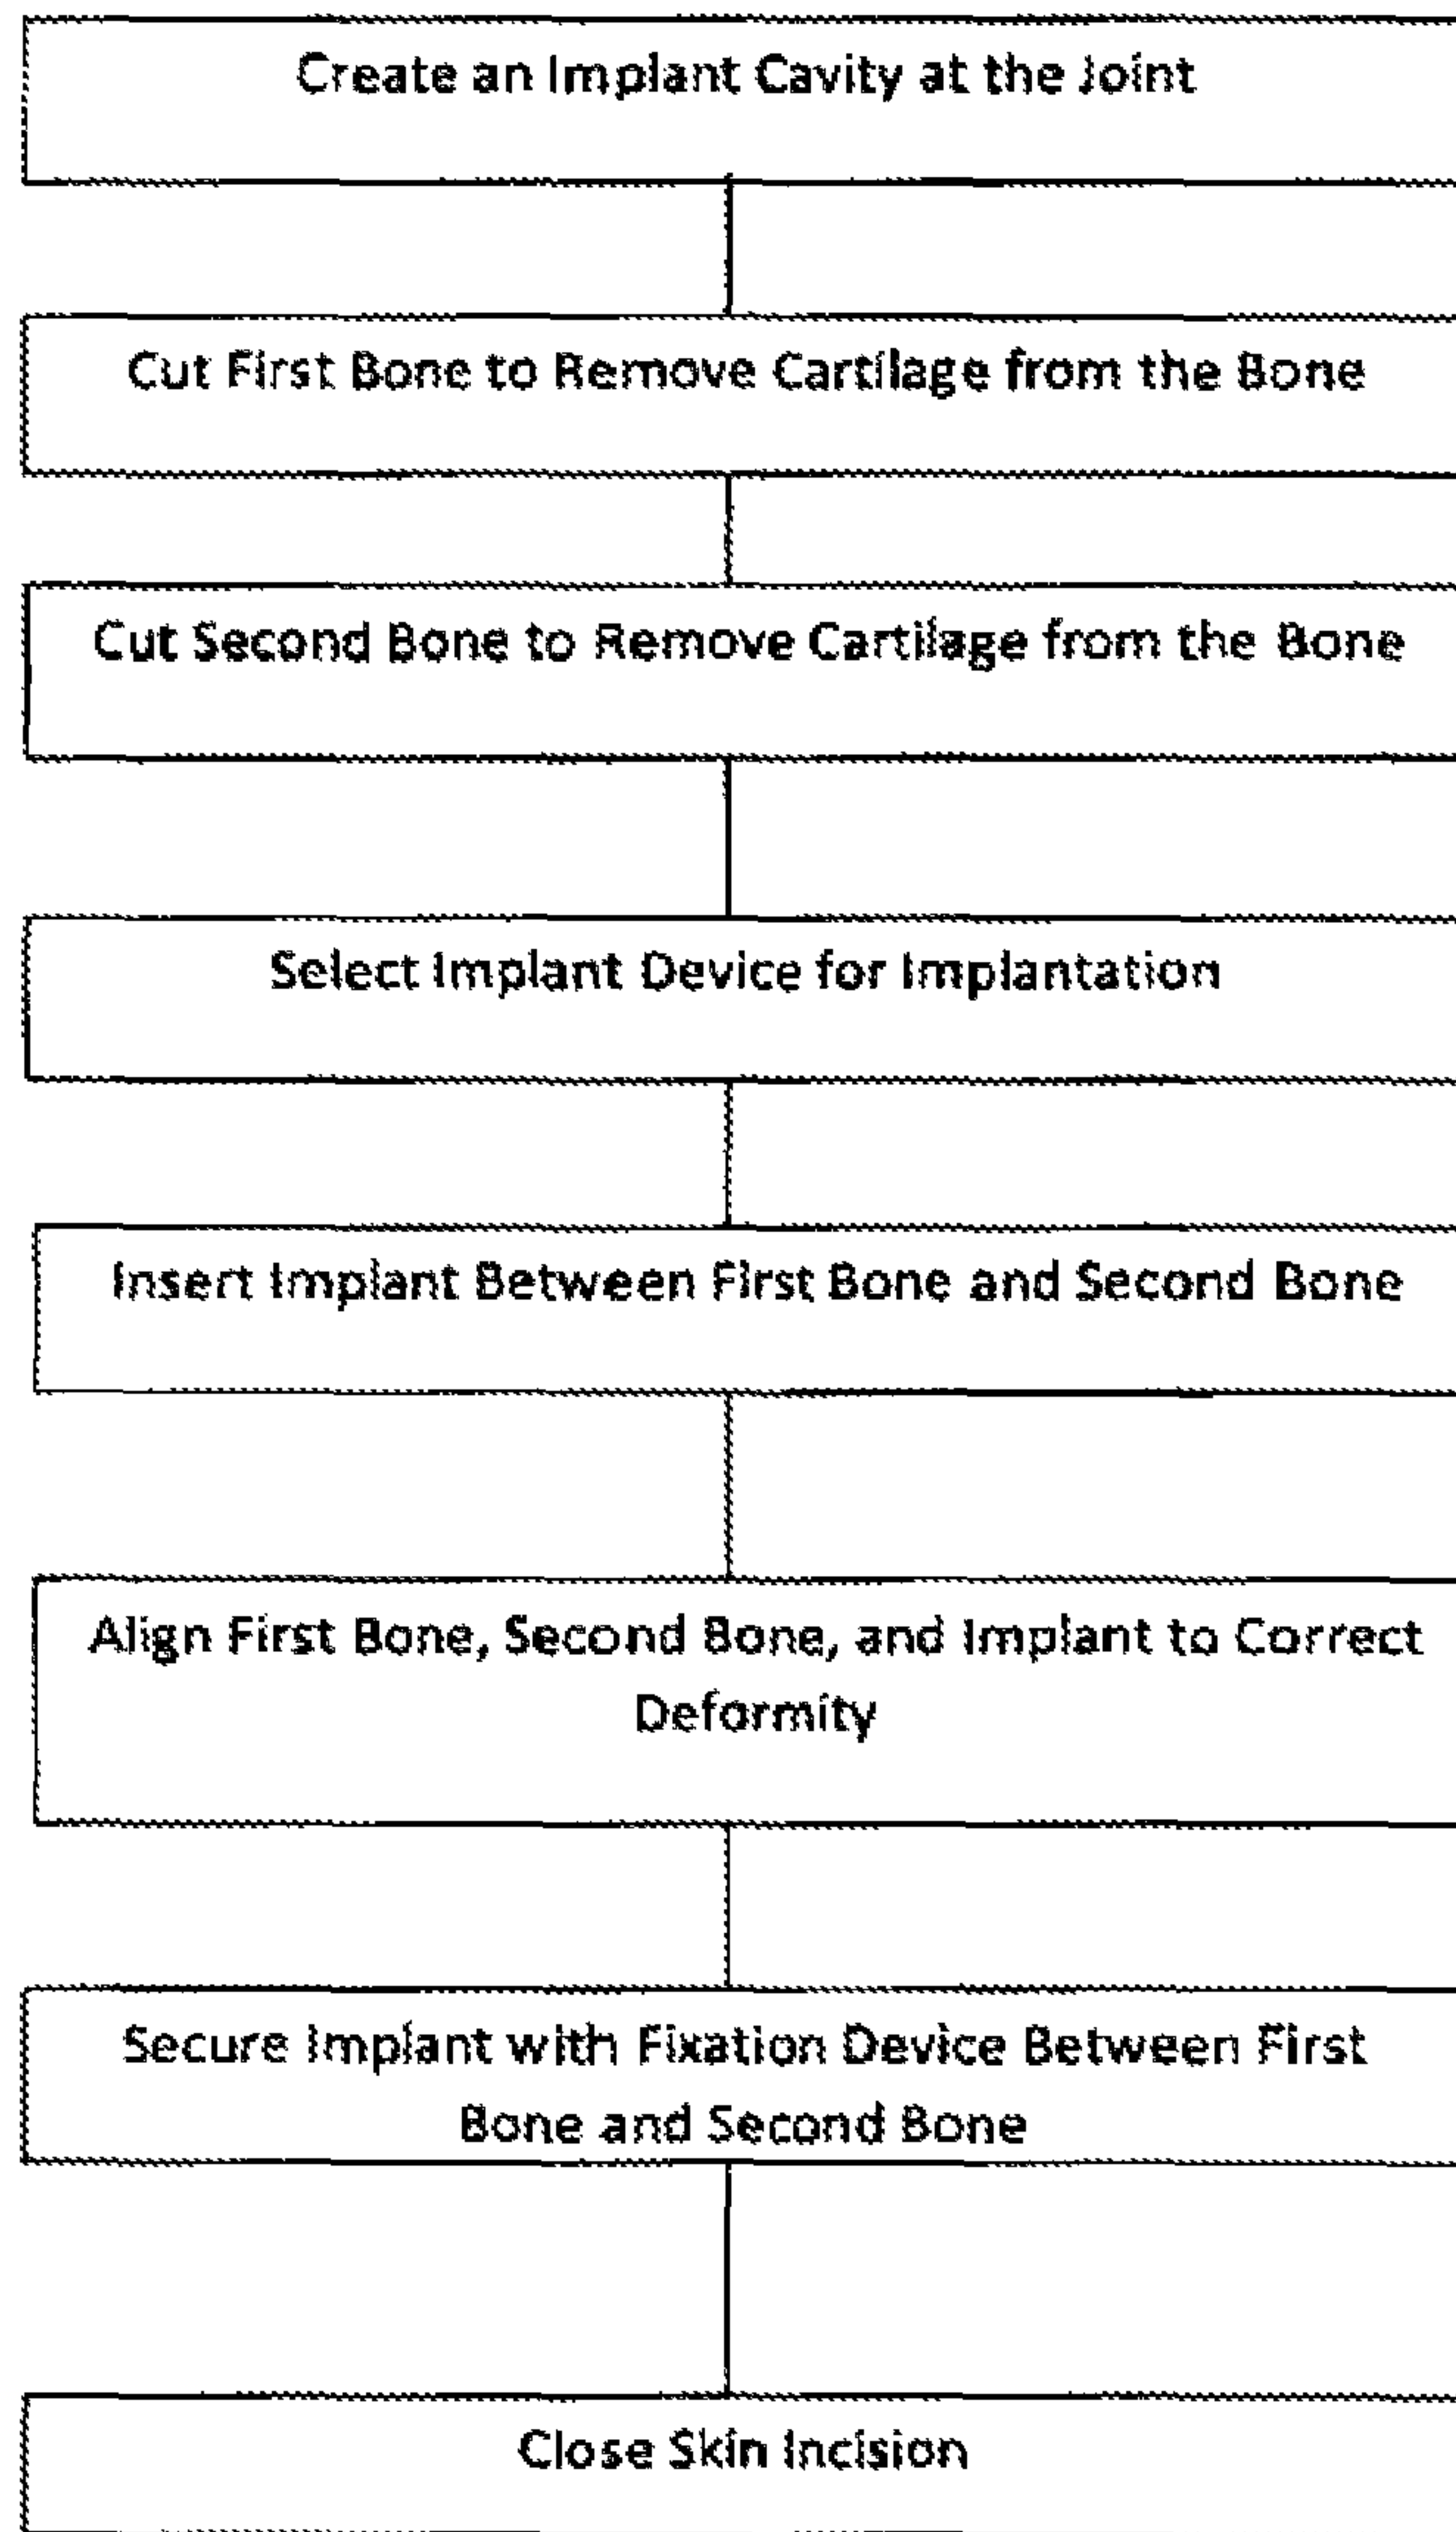 Create an Implant Cavity at the Joint
Cut First Bone to Remove Cartilage from the Bone
Cut Second Bone to Remove Cartilage from the Bone
Select Implant Device for Implantation
Insert Implant Between First Bone and Second Bone
Align First Bone, Second Bone, and Implant to Correct
Deformity
Secure Implant with Fixation Device Between First
Bone and Second Bone
Close Skin Incision